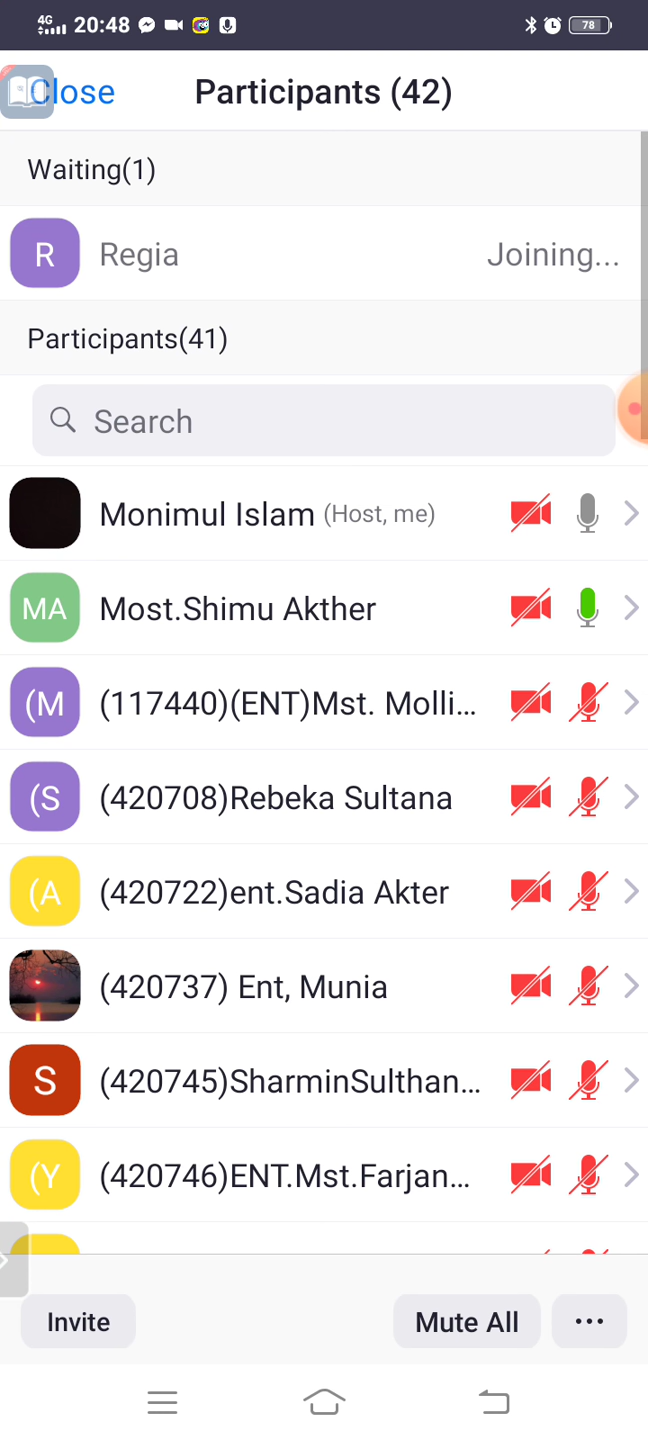 4G 20:48 78
Close Participants (42)
Waiting(1)
R Regia Joining...
Participants(41)
Search
Monimul Islam (Host, me)
MA Most.Shimu Akther
(M (117440)(ENT)Mst. Molli...
(S (420708)Rebeka Sultana
(A (420722)ent.Sadia Akter
(420737) Ent, Munia
S (420745)SharminSulthan...
(Y (420746)ENT.Mst.Farjan...
Invite Mute All ...